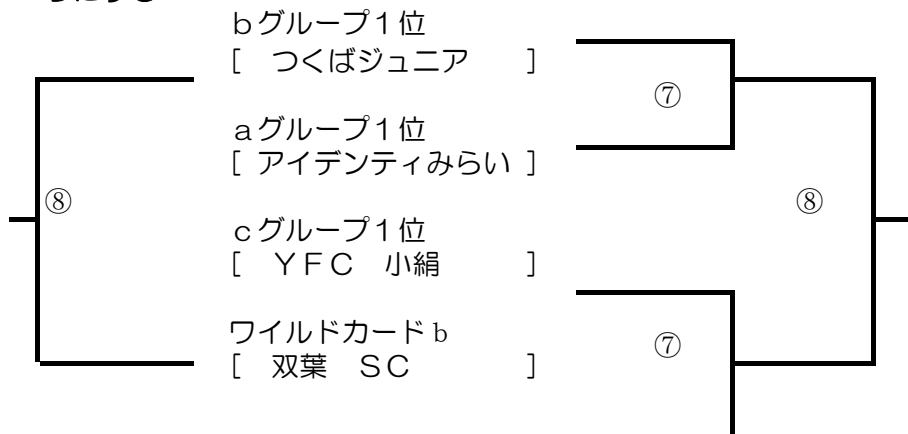 bグループ1位
[ つくばジュニア ]
⑦
aグループ1位
[ アイデンティみらい ]
⑧
⑧
cグループ1位
[ YFC 小絹 ]
ワイルドカードb
⑦
[ 双葉 SC ]